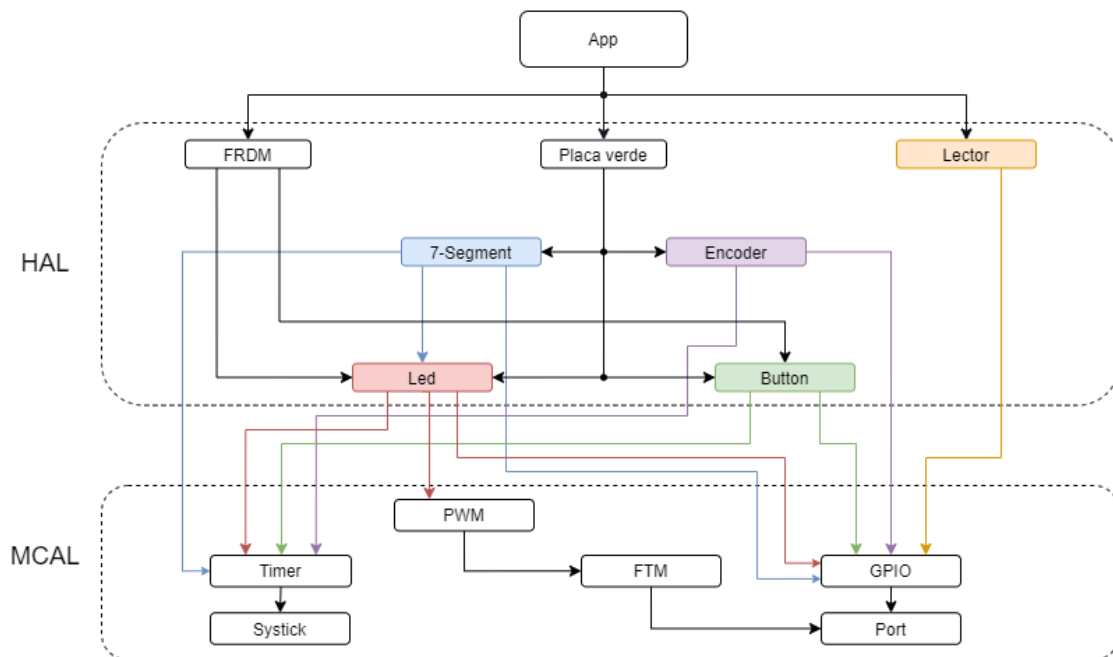 App
FRDM
Placa verde
Lector
HAL
7-Segment
Encoder
Led
Button
MCAL
PWM
Timer
FTM
GPIO
Systick
Port